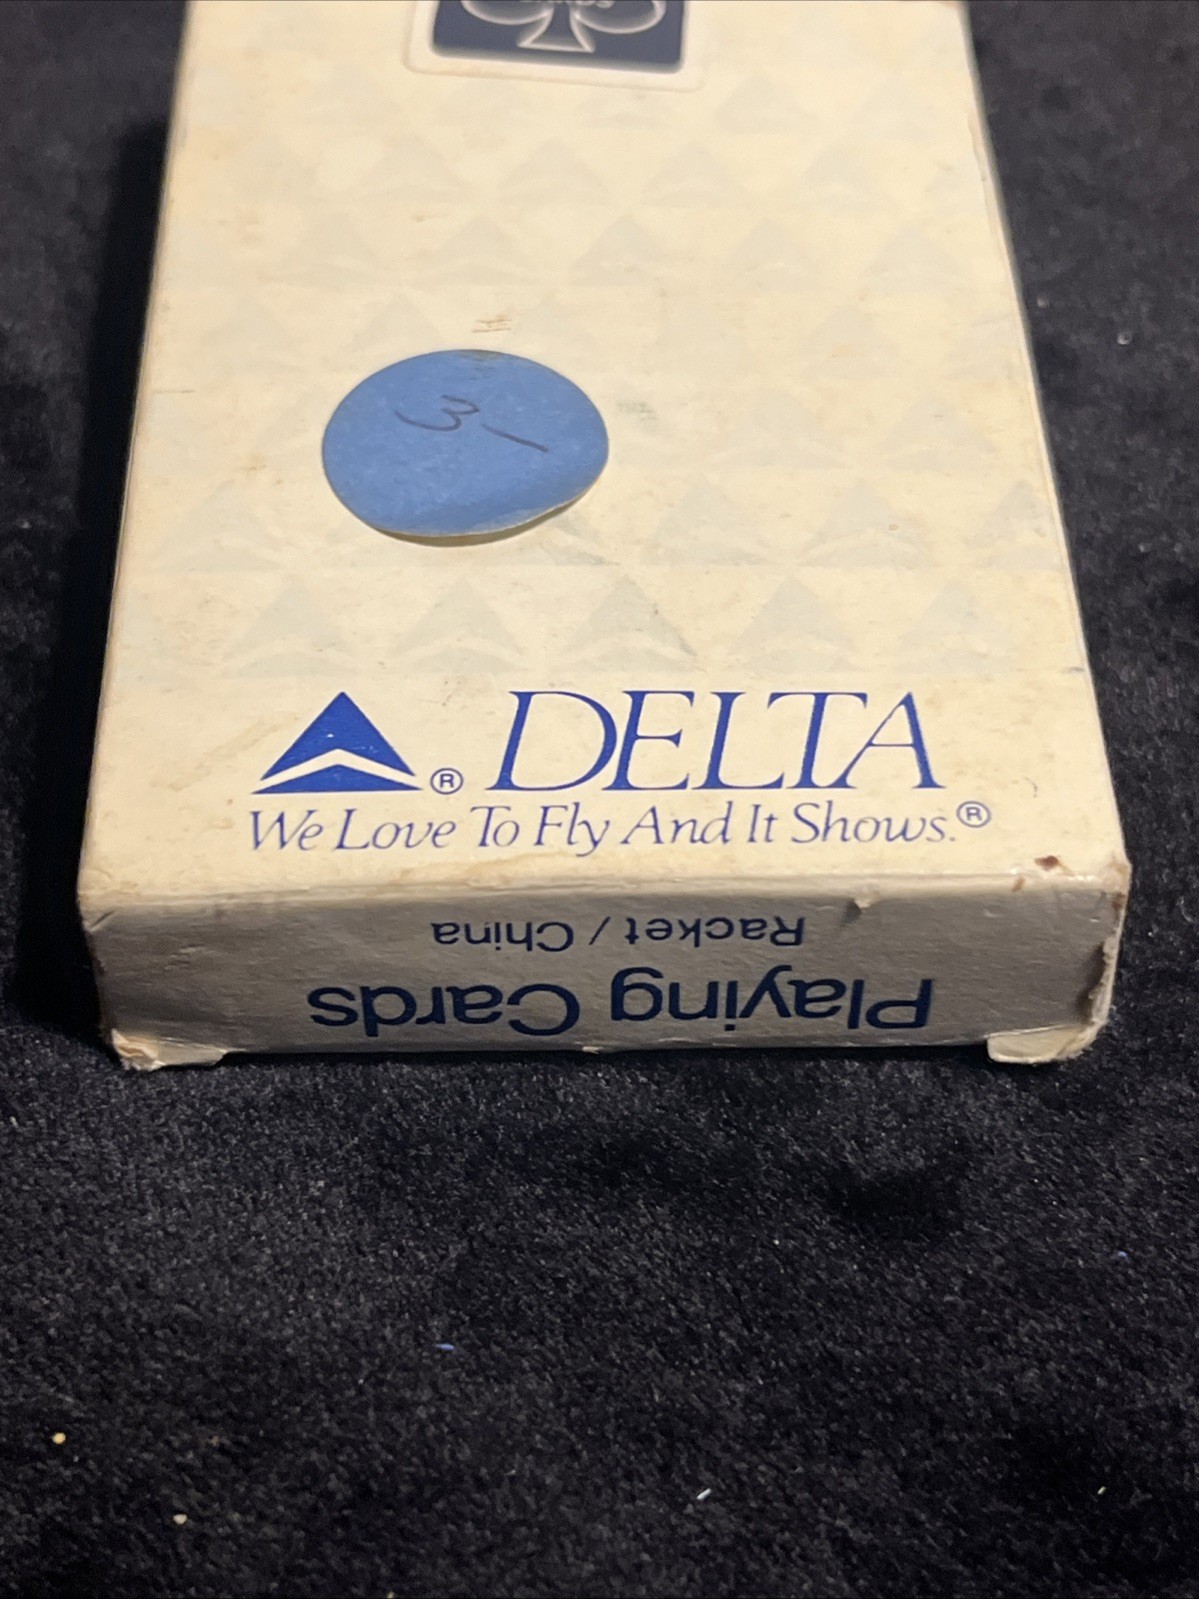 3-
® DELTA
We Love To Fly And It Shows.®
Playing Cards
Racket / China